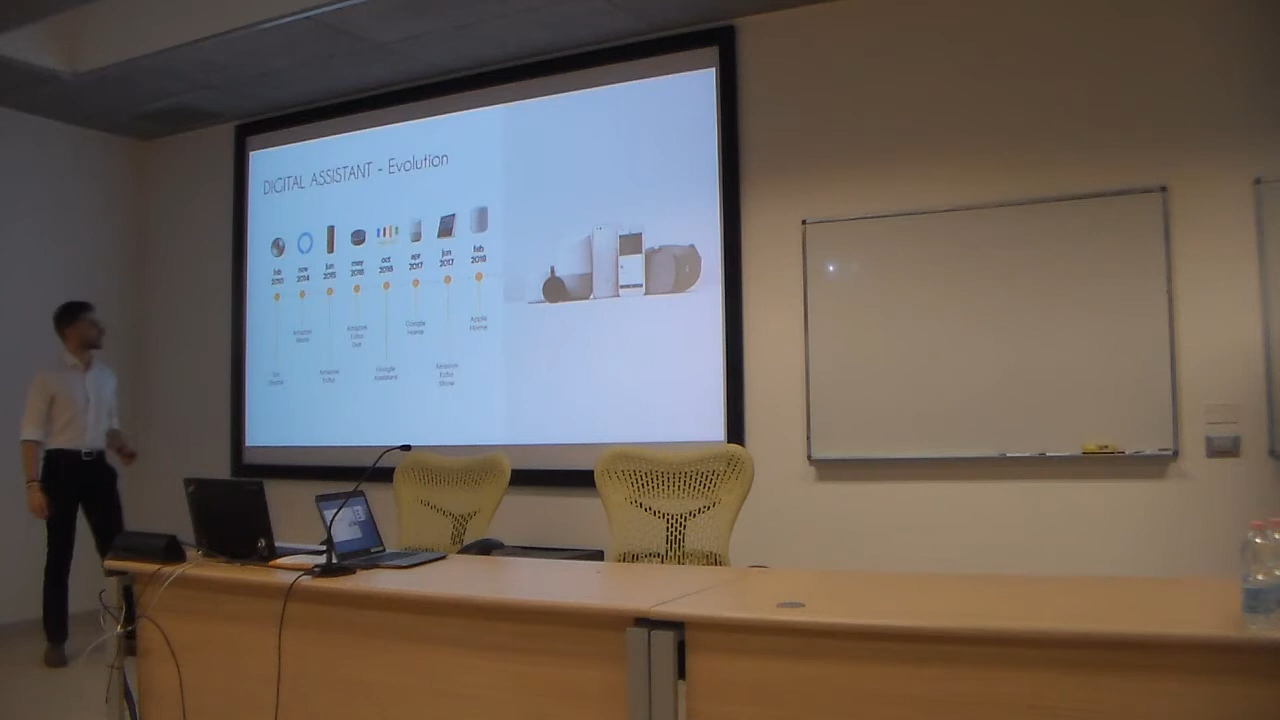 DIGITAL ASSISTANT - Evolution
feb
2010
nov
2014
jun
2015
may
2016
oct
2016
apr
2017
jun
2017
feb
2018
Amazon
Alexa
Amazon
Echo
Amazon
Echo
Dot
Google
Assistant
Google
Home
Amazon
Echo
Show
Apple
Home